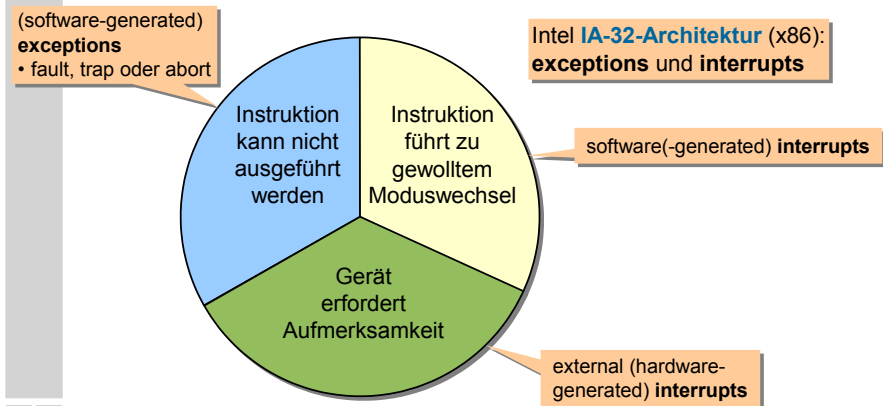 (software-generated)
exceptions
• fault, trap oder abort
Intel IA-32-Architektur (x86):
exceptions und interrupts
Instruktion
kann nicht
ausgeführt
werden
Instruktion
führt zu
gewolltem
Moduswechsel
software(-generated) interrupts
Gerät
erfordert
Aufmerksamkeit
external (hardware-
generated) interrupts